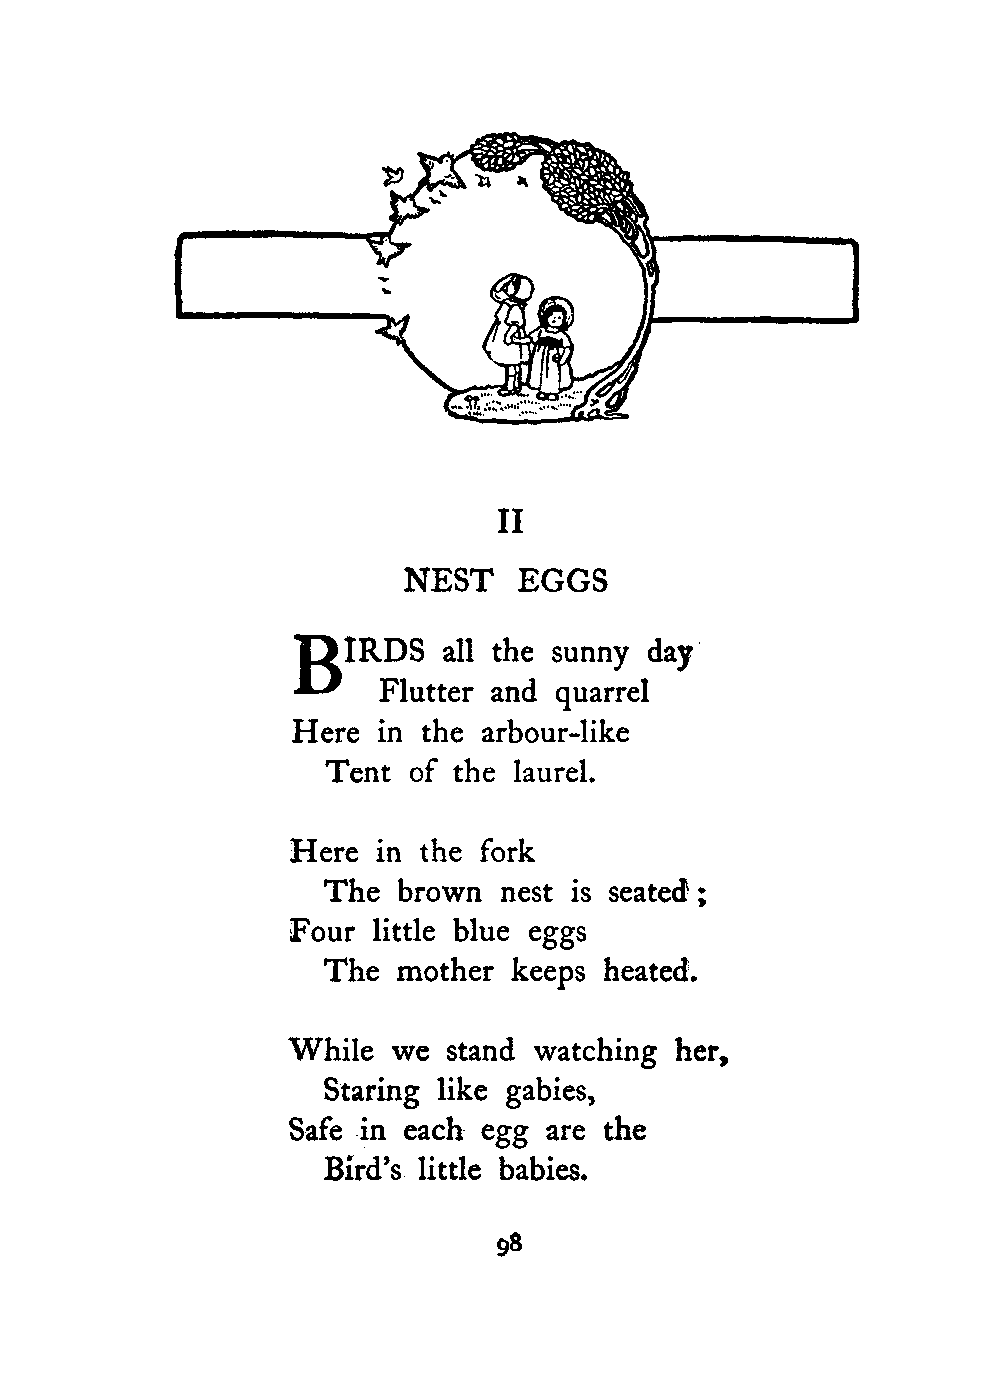 II
NEST EGGS
BIRDS all the sunny day
Flutter and quarrel
Here in the arbour-like
Tent of the laurel.
Here in the fork
The brown nest is seated;
Four little blue eggs
The mother keeps heated.
While we stand watching her,
Staring like gabies,
Safe in each egg are the
Bird's little babies.
98